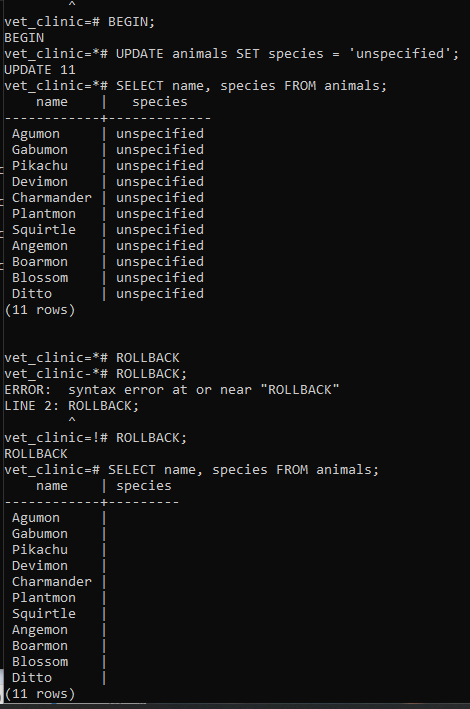 ^
vet_clinic=# BEGIN;
BEGIN
vet_clinic=*# UPDATE animals SET species = 'unspecified';
UPDATE 11
vet_clinic=*# SELECT name, species FROM animals;
    name    |   species
------------+-------------
 Agumon     | unspecified
 Gabumon    | unspecified
 Pikachu    | unspecified
 Devimon    | unspecified
 Charmander | unspecified
 Plantmon   | unspecified
 Squirtle   | unspecified
 Angemon    | unspecified
 Boarmon    | unspecified
 Blossom    | unspecified
 Ditto      | unspecified
(11 rows)
vet_clinic=*# ROLLBACK
vet_clinic-*# ROLLBACK;
ERROR:  syntax error at or near "ROLLBACK"
LINE 2: ROLLBACK;
        ^
vet_clinic=!# ROLLBACK;
ROLLBACK
vet_clinic=# SELECT name, species FROM animals;
    name    | species
------------+---------
 Agumon     |
 Gabumon    |
 Pikachu    |
 Devimon    |
 Charmander |
 Plantmon   |
 Squirtle   |
 Angemon    |
 Boarmon    |
 Blossom    |
 Ditto      |
(11 rows)